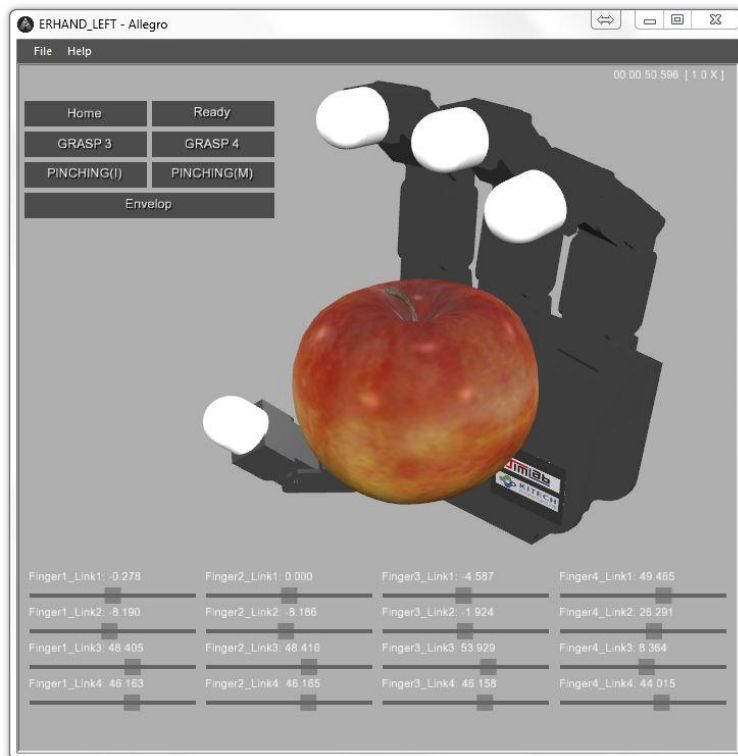 ERHAND_LEFT - Allegro
File Help
00:00:50.596 [ 1.0 X ]
Home Ready
GRASP 3 GRASP 4
PINCHING(I) PINCHING(M)
Envelop
imlab
KITECH
Finger1_Link1: -0.278 Finger2_Link1: 0.000 Finger3_Link1: -4.587 Finger4_Link1: 49.465
Finger1_Link2: -8.190 Finger2_Link2: -8.186 Finger3_Link2: -1.924 Finger4_Link2: 26.291
Finger1_Link3: 48.405 Finger2_Link3: 48.416 Finger3_Link3: 53.929 Finger4_Link3: 8.364
Finger1_Link4: 46.163 Finger2_Link4: 46.165 Finger3_Link4: 46.158 Finger4_Link4: 44.015